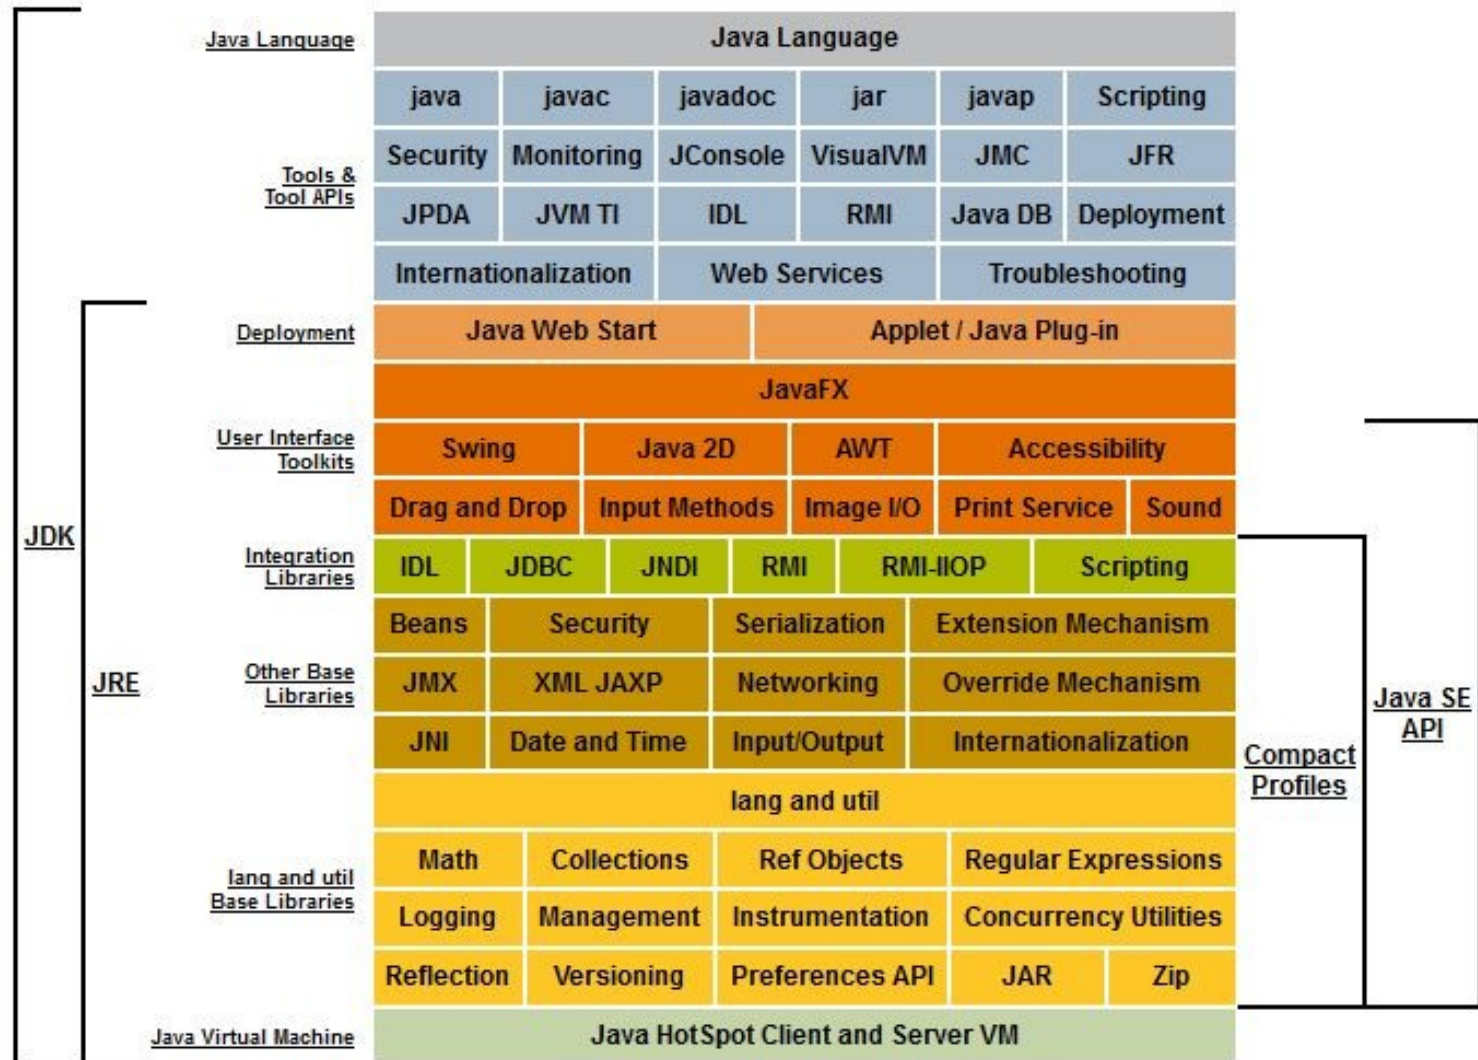 Java Language
Java Language
java javac javadoc jar javap Scripting
Security Monitoring JConsole VisualVM JMC JFR
Tools &
Tool APIs
JPDA JVM TI IDL RMI Java DB Deployment
Internationalization Web Services Troubleshooting
Deployment
Java Web Start Applet / Java Plug-in
JavaFX
User Interface
Toolkits
Swing Java 2D AWT Accessibility
Drag and Drop Input Methods Image I/O Print Service Sound
JDK
Integration
Libraries
IDL JDBC JNDI RMI RMI-IIOP Scripting
Beans Security Serialization Extension Mechanism
JRE
Other Base
Libraries
JMX XML JAXP Networking Override Mechanism
Java SE
API
JNI Date and Time Input/Output Internationalization
Compact
Profiles
lang and util
lang and util
Base Libraries
Math Collections Ref Objects Regular Expressions
Logging Management Instrumentation Concurrency Utilities
Reflection Versioning Preferences API JAR Zip
Java Virtual Machine
Java HotSpot Client and Server VM